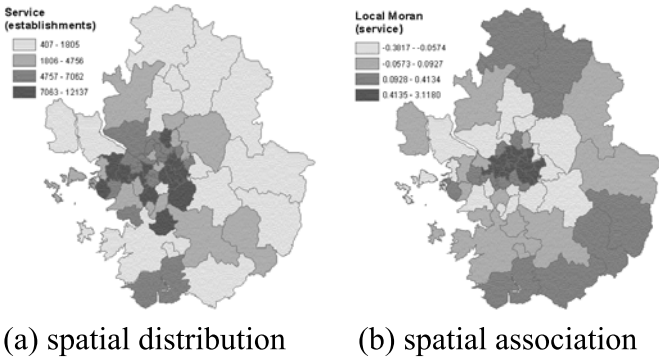 Service
(establishments)
407 - 1805
1806 - 4756
4757 - 7062
7063 - 12137
Local Moran
(service)
-0.3817 - -0.0574
-0.0573 - 0.0927
0.0928 - 0.4134
0.4135 - 3.1180
(a) spatial distribution
(b) spatial association